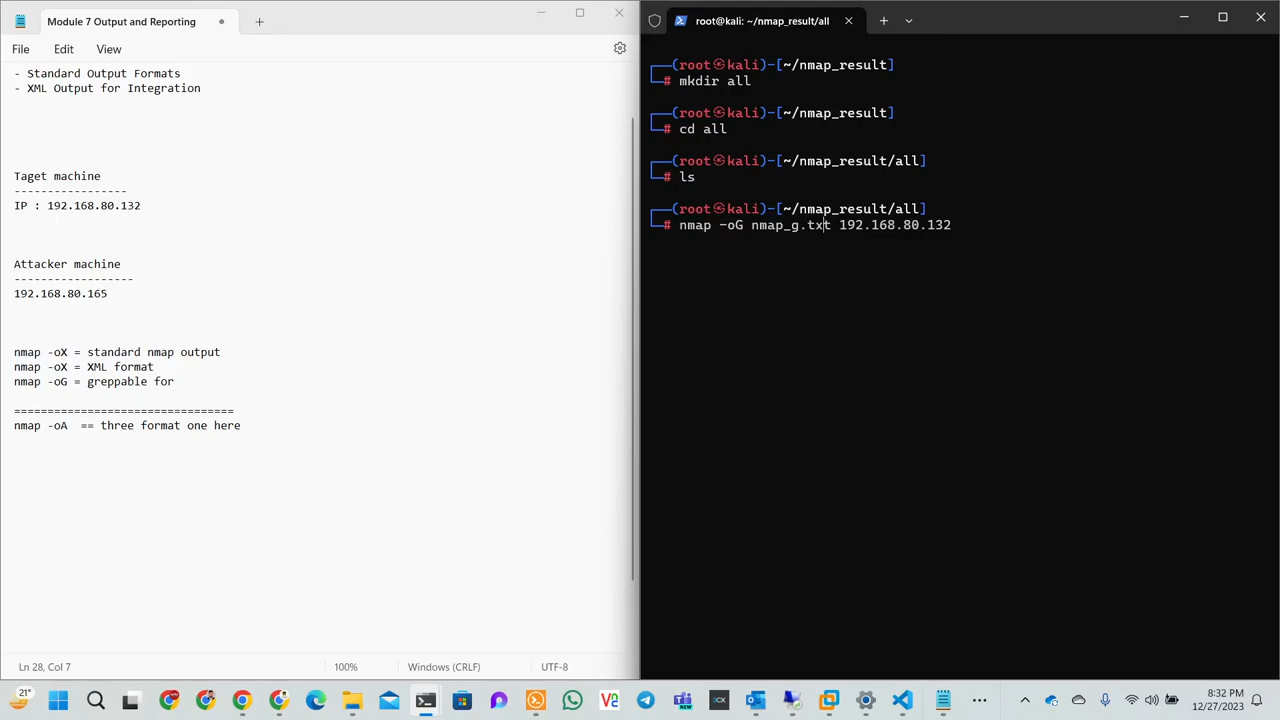 Module 7 Output and Reporting
File Edit View
- Standard Output Formats
- XML Output for Integration
Taget machine
-----------------
IP : 192.168.80.132
Attacker machine
------------------
192.168.80.165
nmap -oX = standard nmap output
nmap -oX = XML format
nmap -oG = greppable for
=================================
nmap -oA  == three format one here
Ln 28, Col 7 100% Windows (CRLF) UTF-8
root@kali: ~/nmap_result/all
(root㉿kali)-[~/nmap_result]
# mkdir all
(root㉿kali)-[~/nmap_result]
# cd all
(root㉿kali)-[~/nmap_result/all]
# ls
(root㉿kali)-[~/nmap_result/all]
# nmap -oG nmap_g.txt 192.168.80.132
21°
8:32 PM
12/27/2023